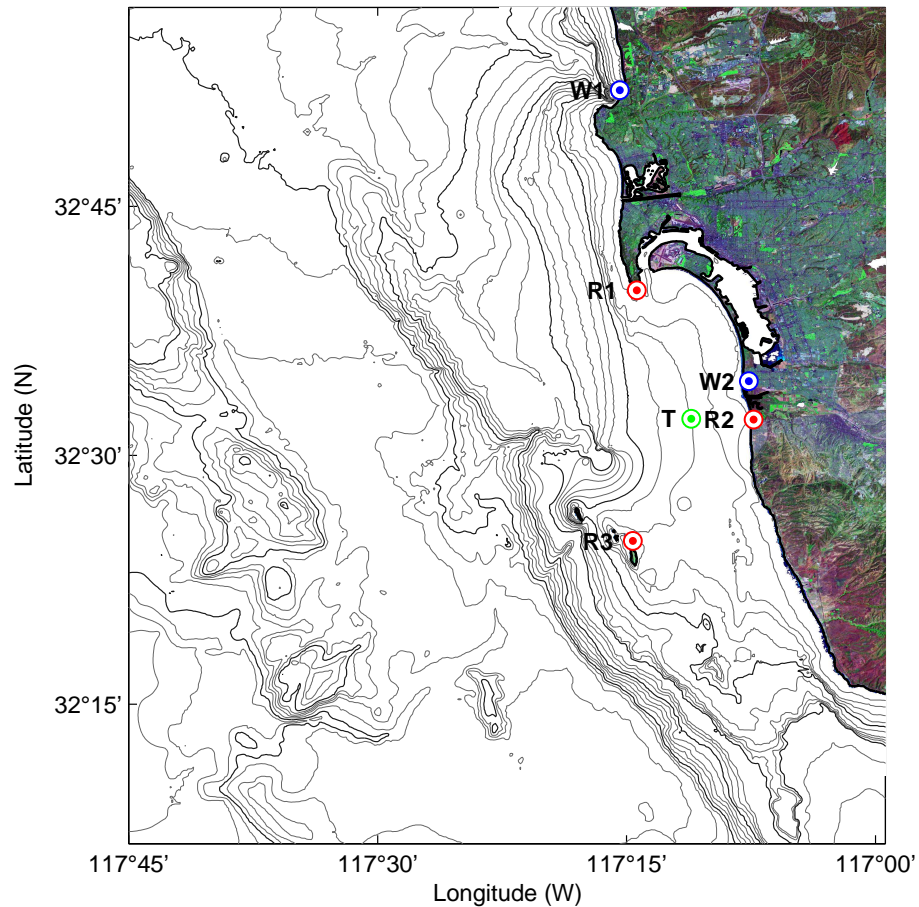 W1
32°45'
R1
W2
T R2
32°30'
R3
32°15'
117°45' 117°30' 117°15' 117°00'
Longitude (W)
Latitude (N)